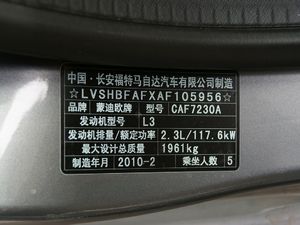 中国·长安福特马自达汽车有限公司制造
☆LVSHBFAFXAF105956☆
品牌 蒙迪欧牌 型号 CAF7230A
发动机型号 L3
发动机排量/额定功率 2.3L/117.6kW
最大设计总质量 1961kg
制造年月 2010-2 乘坐人数 5